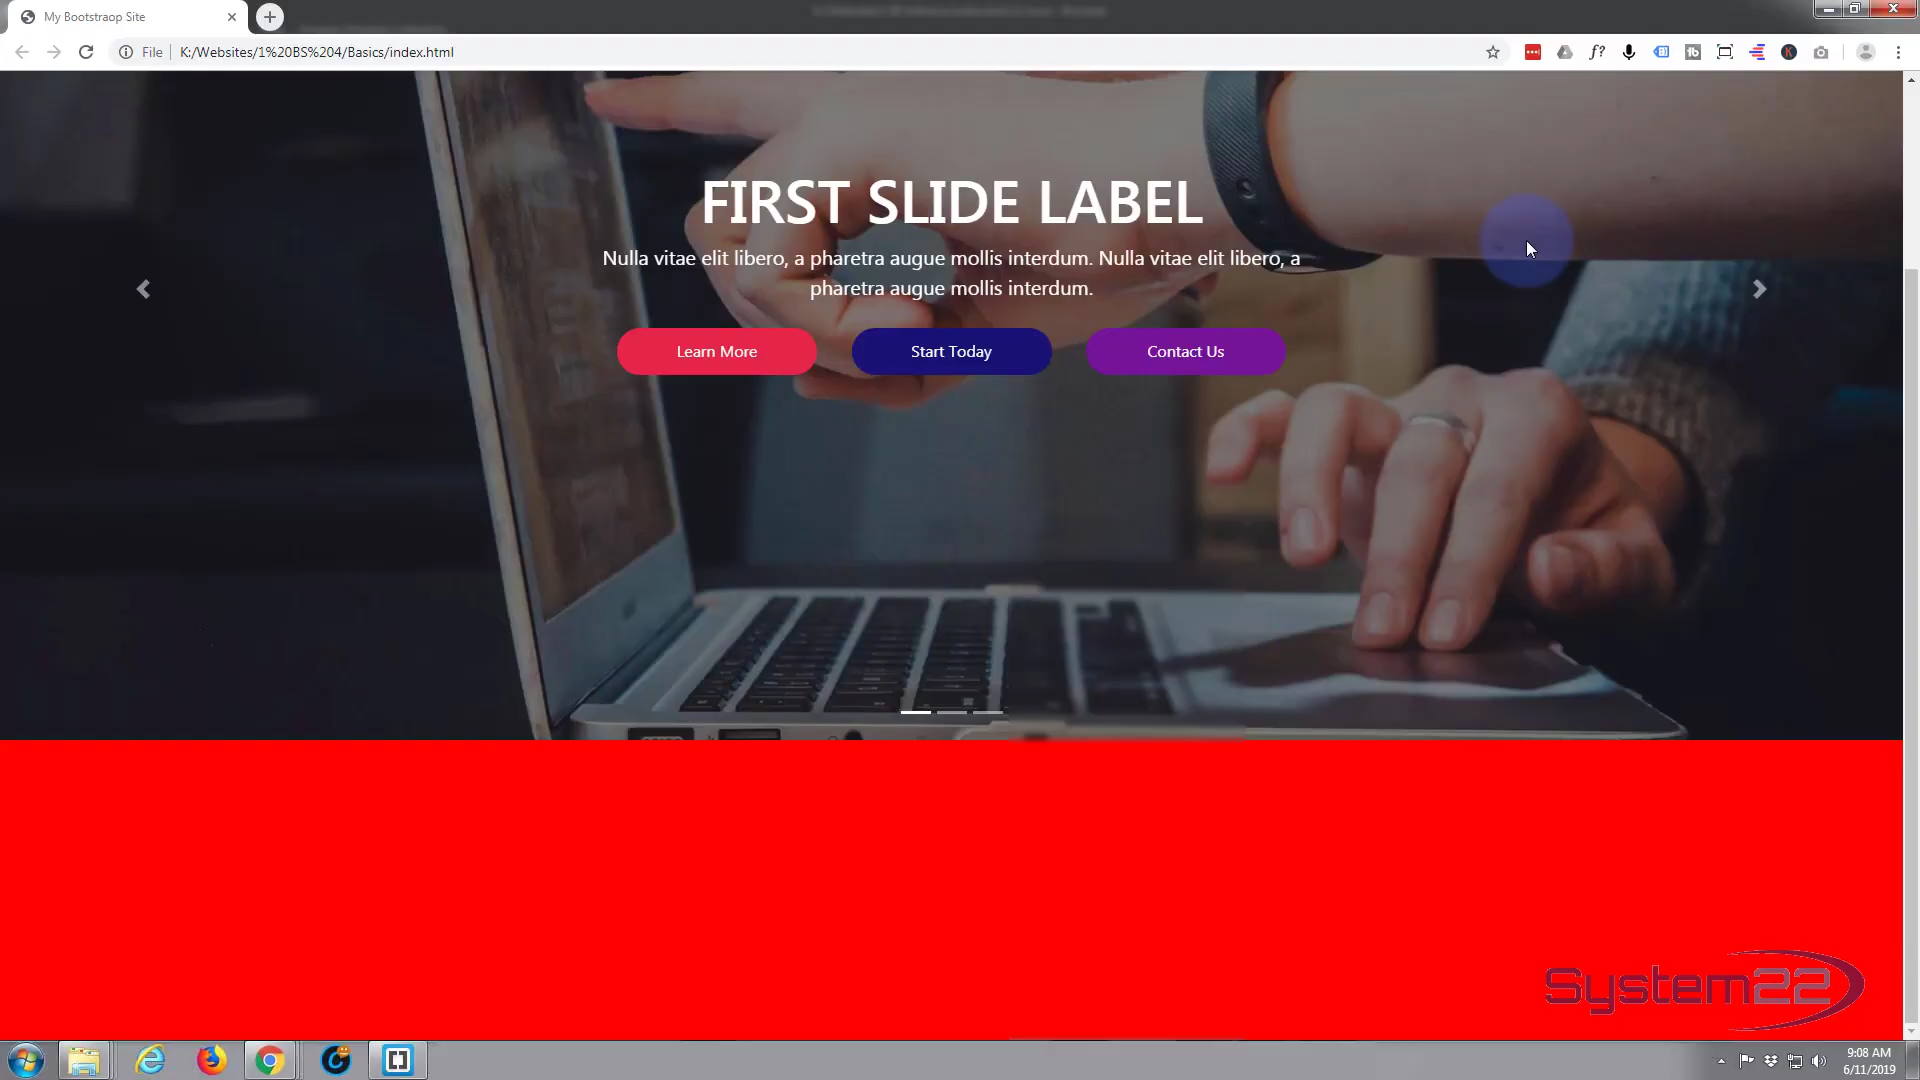 My Bootstraop Site
File
K:/Websites/1%20BS%204/Basics/index.html
f?
FIRST SLIDE LABEL
Nulla vitae elit libero, a pharetra augue mollis interdum. Nulla vitae elit libero, a
pharetra augue mollis interdum.
Learn More
Start Today
Contact Us
System22
9:08 AM
6/11/2019